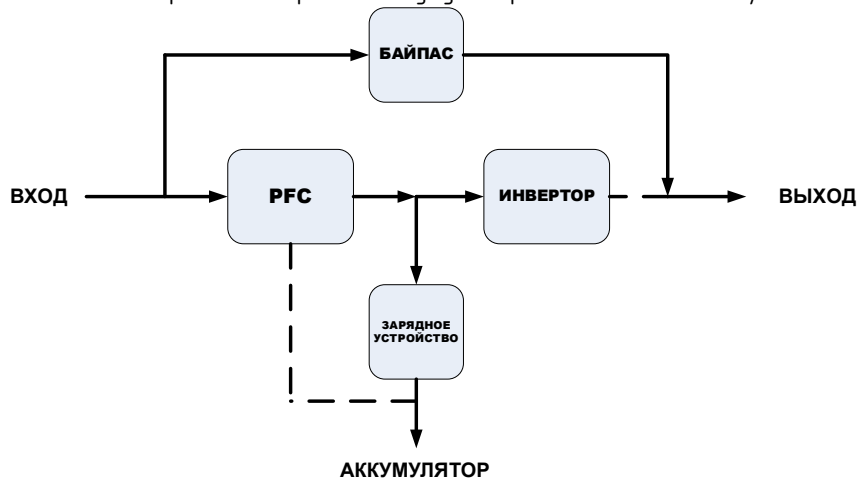 БАЙПАС
ВХОД
PFC
ИНВЕРТОР
ВЫХОД
ЗАРЯДНОЕ
УСТРОЙСТВО
АККУМУЛЯТОР